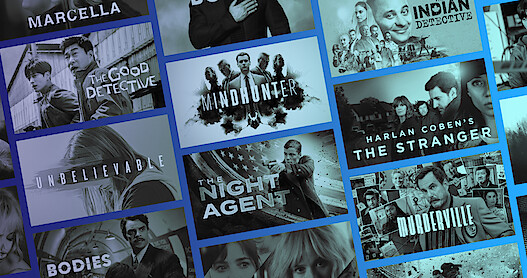 MARCELLA
THE GOOD
DETECTIVE
UNBELIEVABLE
BODIES
MINDHUNTER
THE
NIGHT
AGENT
INDIAN
DETECTIVE
HARLAN COBEN'S
THE STRANGER
MURDERVILLE